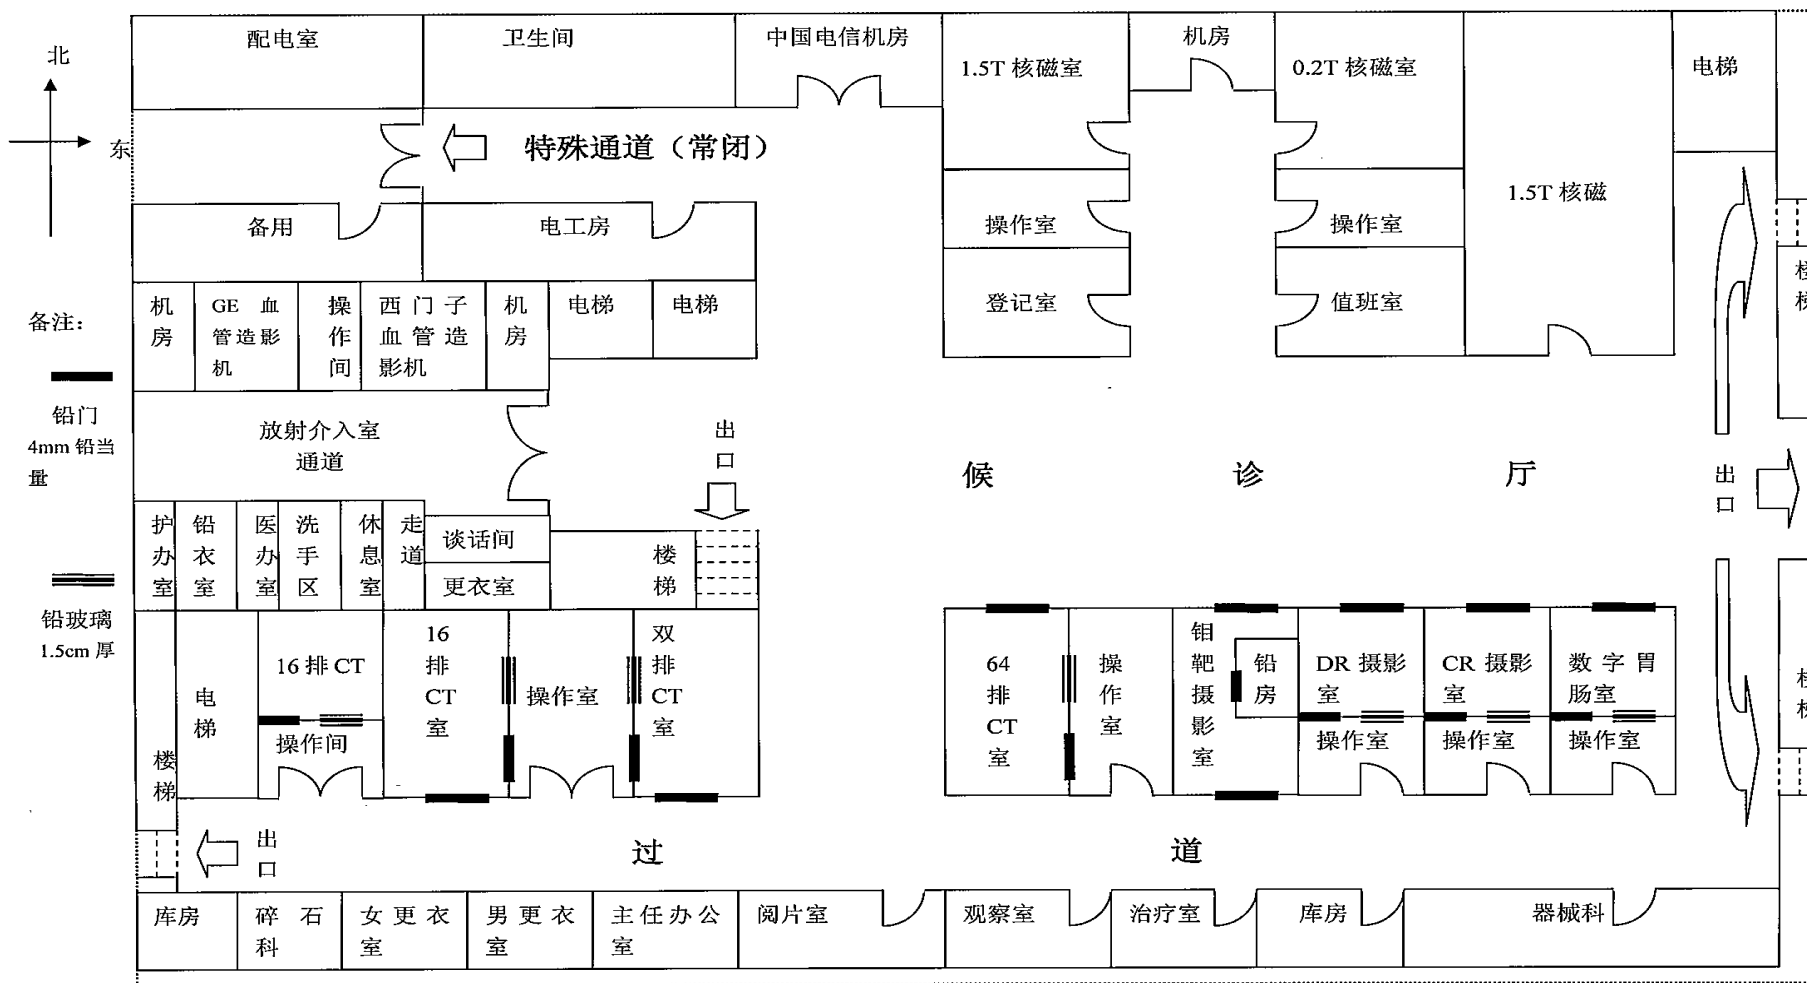 北
东
备注：
铅门
4mm 铅当
量
铅玻璃
1.5cm 厚
配电室
卫生间
中国电信机房
1.5T 核磁室
机房
0.2T 核磁室
电梯
特殊通道（常闭）
1.5T 核磁
备用
电工房
操作室
操作室
登记室
值班室
楼
梯
机
房
GE 血
管造影
机
操
作
间
西门子
血管造
影机
机
房
电梯
电梯
放射介入室
通道
出
口
候 诊 厅
出
口
护
办
室
铅
衣
室
医
办
室
洗
手
区
休
息
室
走
道
谈话间
更衣室
楼
梯
楼
梯
电
梯
16 排 CT
操作间
16
排
CT
室
操作室
双
排
CT
室
64
排
CT
室
操
作
室
钼
靶
摄
影
室
铅
房
DR 摄影
室
操作室
CR 摄影
室
操作室
数字胃
肠室
操作室
楼
梯
出
口
过 道
库房
碎石
科
女更衣
室
男更衣
室
主任办公
室
阅片室
观察室
治疗室
库房
器械科